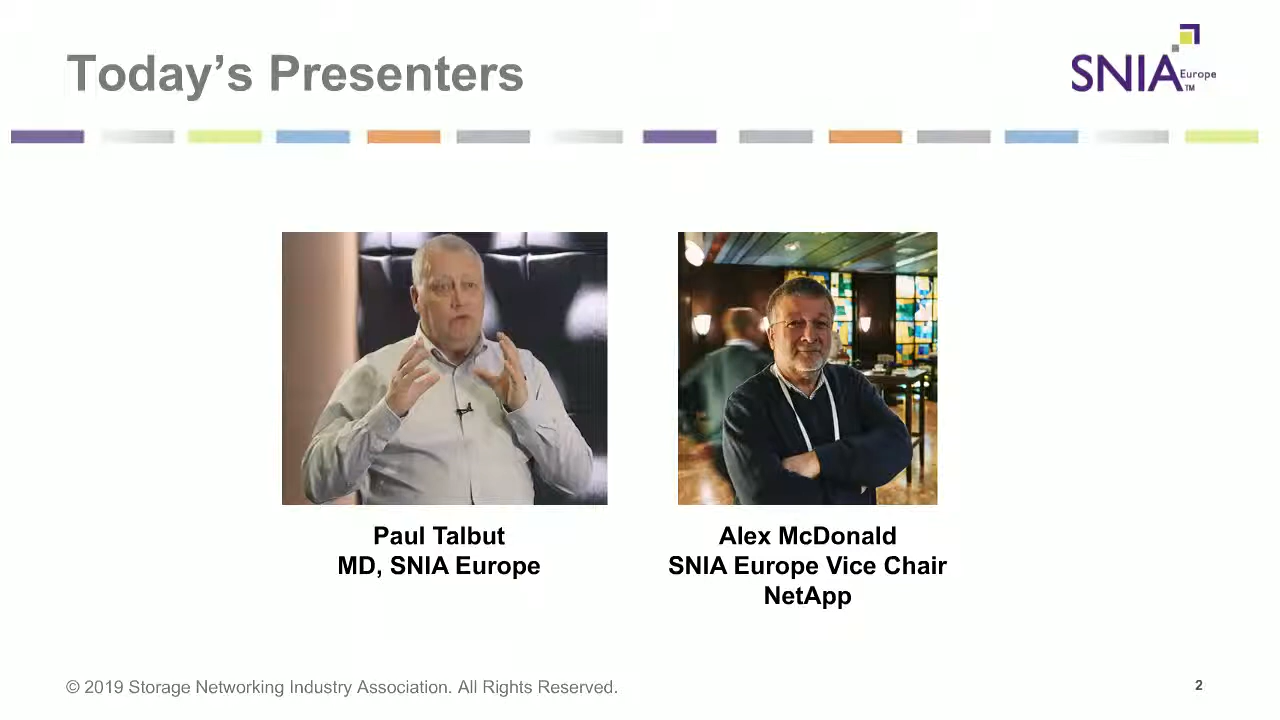 Today’s Presenters
SNIA Europe
TM
Paul Talbut
MD, SNIA Europe
Alex McDonald
SNIA Europe Vice Chair
NetApp
© 2019 Storage Networking Industry Association. All Rights Reserved.
2